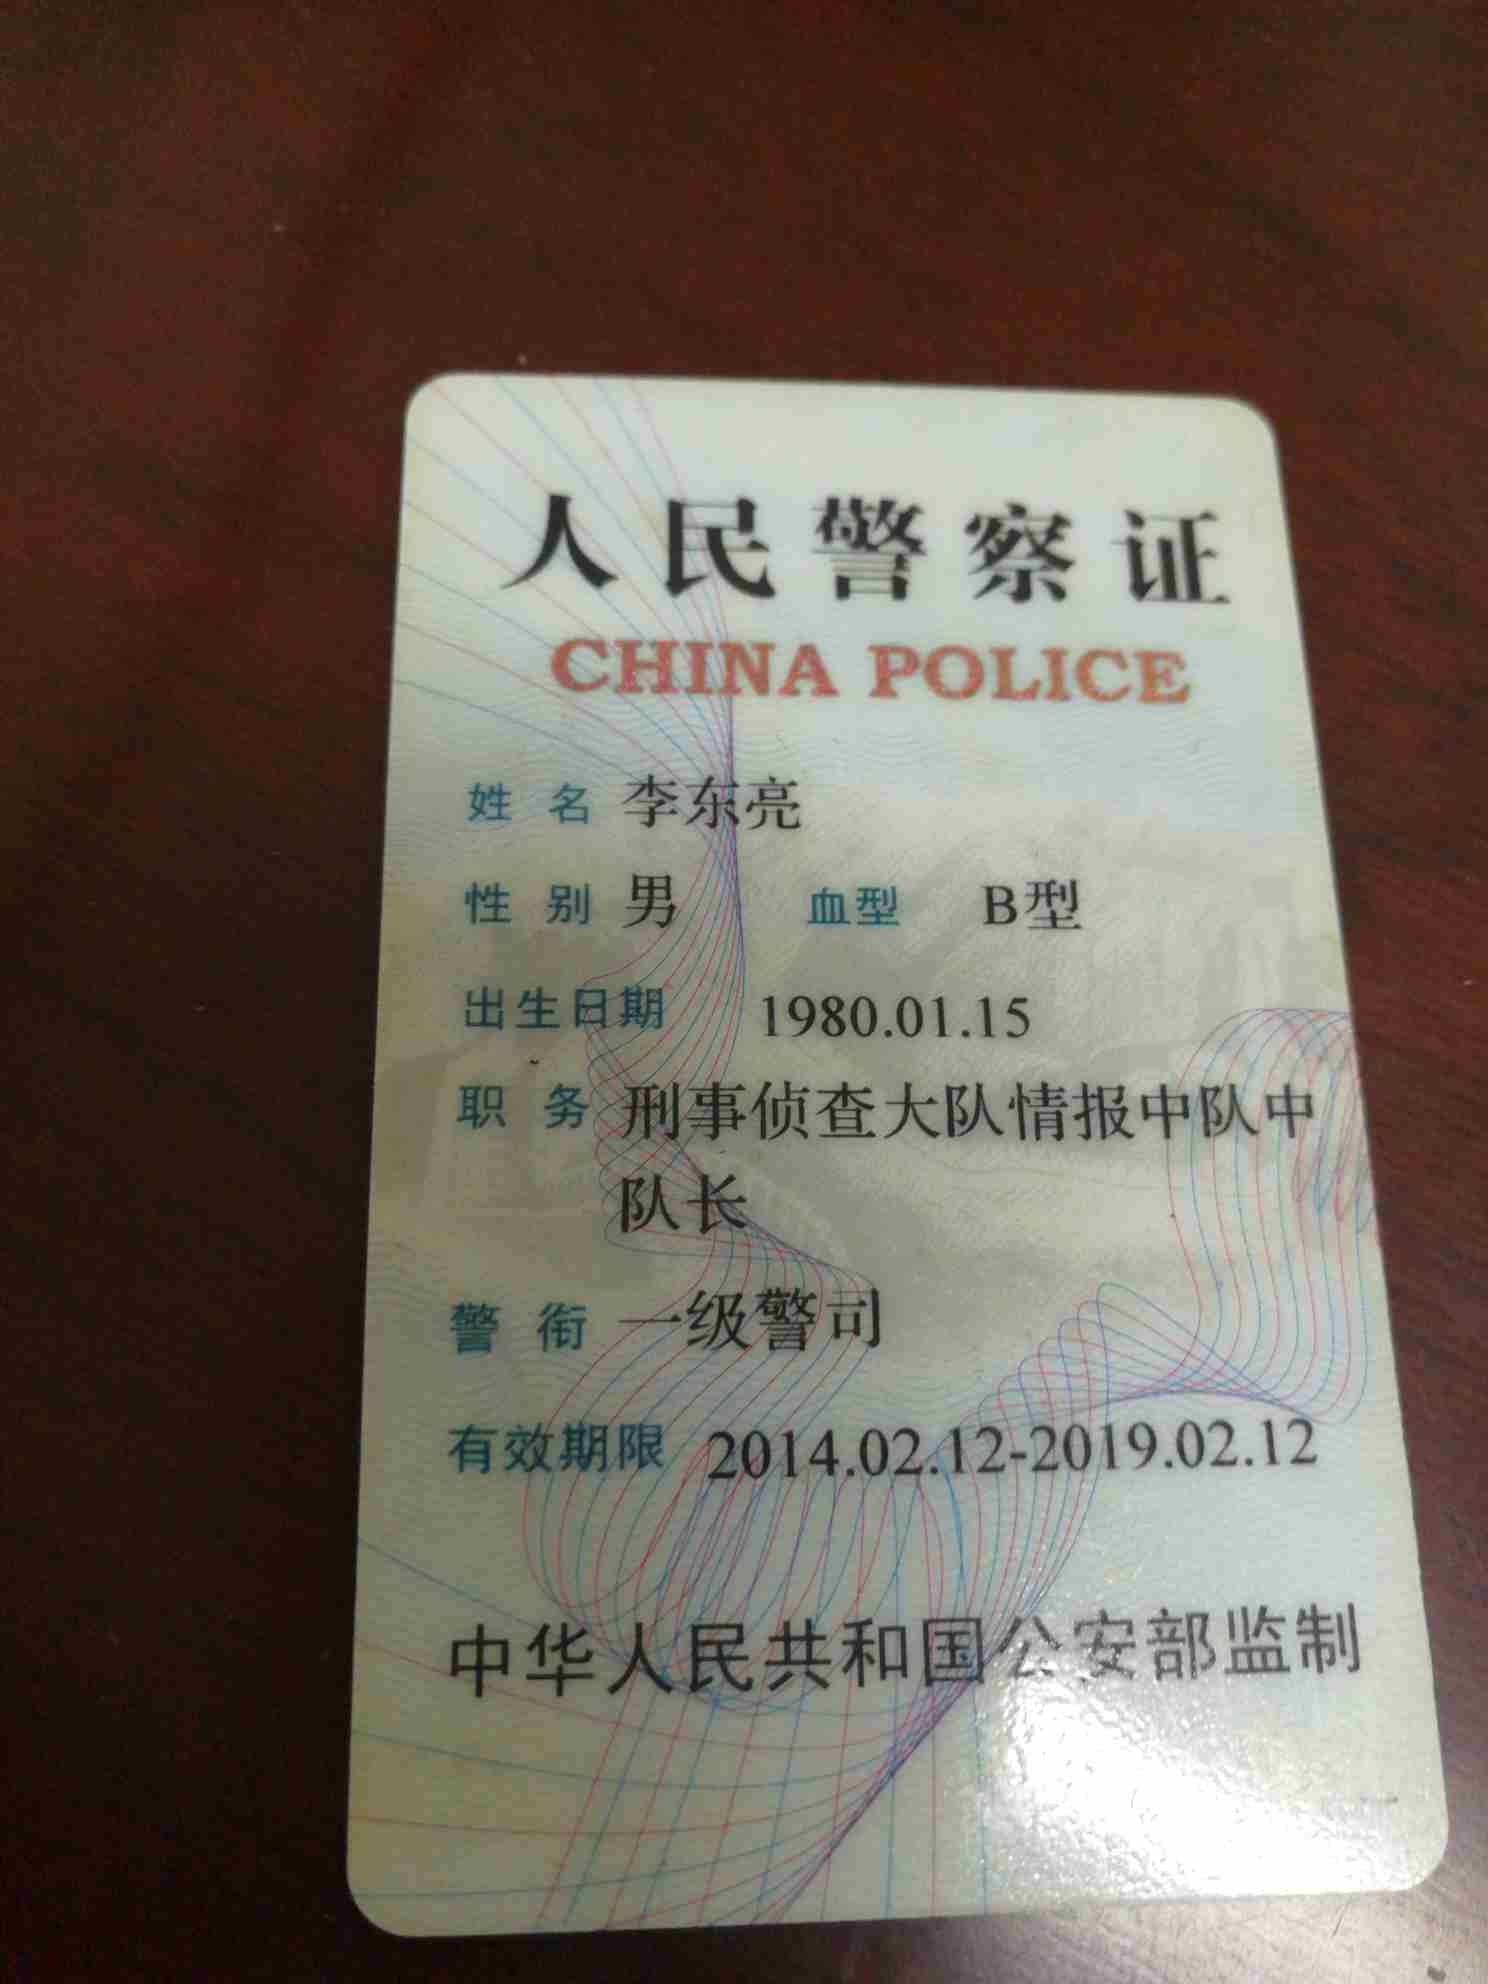 人民警察证
CHINA POLICE
姓 名 李东亮
性 别 男 血型 B型
出生日期 1980.01.15
职 务 刑事侦查大队情报中队中
队长
警 衔 一级警司
有效期限 2014.02.12-2019.02.12
中华人民共和国公安部监制